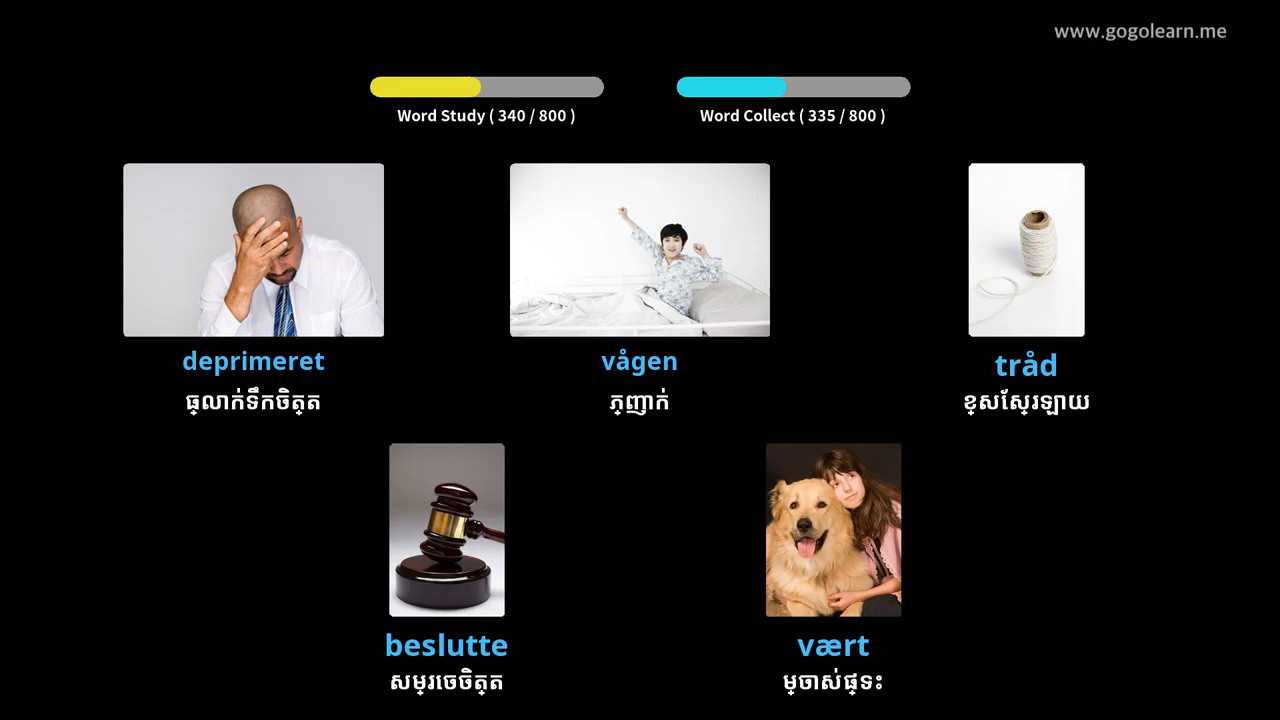 www.gogolearn.me
Word Study ( 340 / 800 )
Word Collect ( 335 / 800 )
deprimeret
vågen
tråd
ធ្លាក់ទឹកចិត្ត
ភ្ញាក់
ខ្សែស្រឡាយ
beslutte
vært
សម្រេចចិត្ត
ម្ចាស់ផ្ទះ